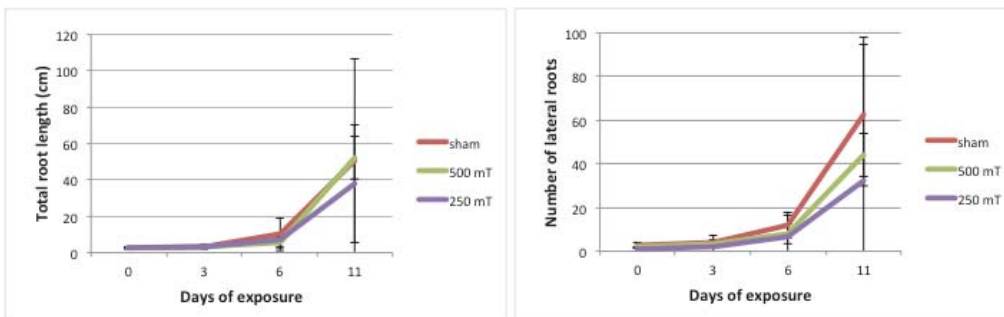 120
100
80
60
40
20
0
Total root length (cm)
0 3 6 11
Days of exposure
sham
500 mT
250 mT
100
80
60
40
20
0
Number of lateral roots
0 3 6 11
Days of exposure
sham
500 mT
250 mT